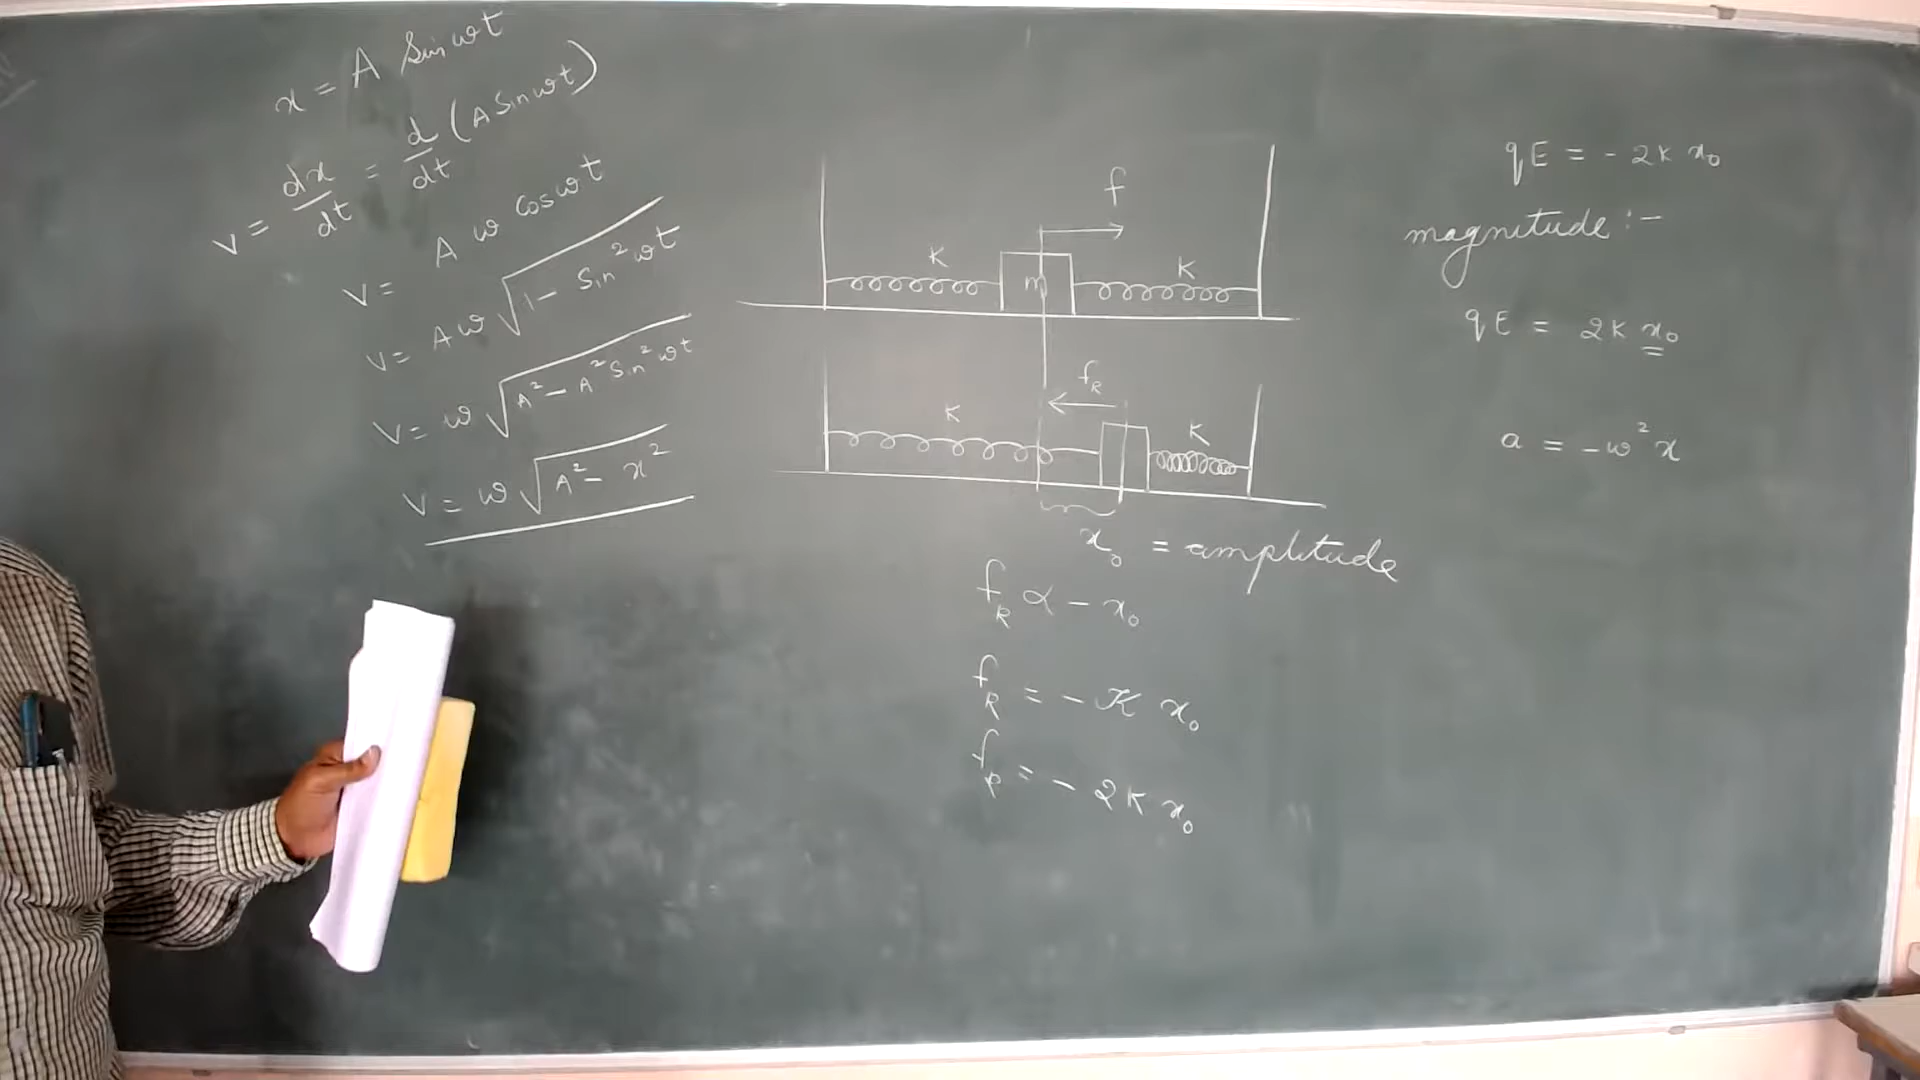 x = A Sin ωt
v = dx/dt = d/dt (A Sin ωt)
v = A ω cos ωt
v = A ω √(1 - Sin² ωt)
v = ω √(A² - A² Sin² ωt)
v = ω √(A² - x²)
f
K m K
f_R
K K
x₀ = amplitude
f_R α - x₀
f_R = - K x₀
f_R = - 2K x₀
qE = - 2K x₀
magnitude :-
qE = 2K x₀
a = -ω² x